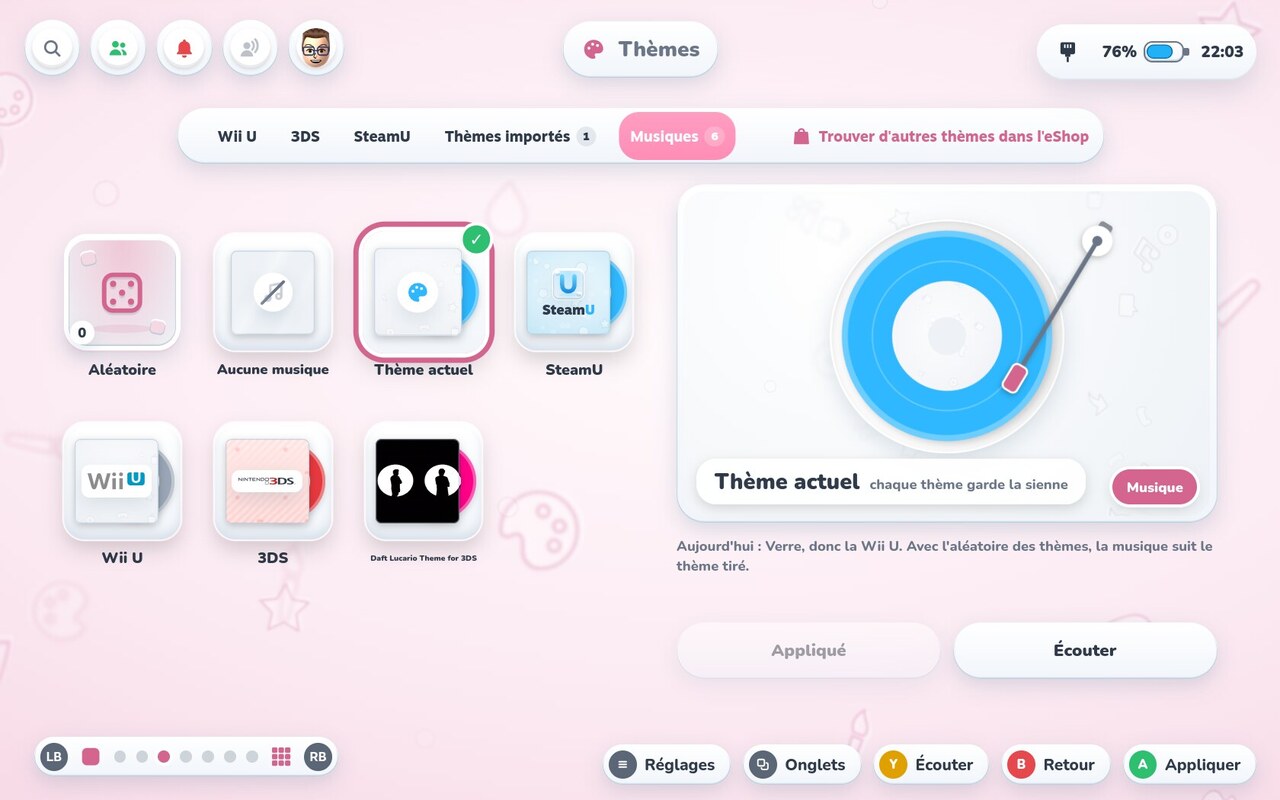 Thèmes
76%
22:03
Wii U
3DS
SteamU
Thèmes importés 1
Musiques 6
Trouver d'autres thèmes dans l'eShop
0
Aléatoire
Aucune musique
✓
Thème actuel
U
SteamU
SteamU
Wii U
Wii U
NINTENDO 3DS
3DS
Daft Lucario Theme for 3DS
Thème actuel chaque thème garde la sienne
Musique
Aujourd'hui : Verre, donc la Wii U. Avec l'aléatoire des thèmes, la musique suit le
thème tiré.
Appliqué
Écouter
LB
RB
Réglages
Onglets
Y Écouter
B Retour
A Appliquer